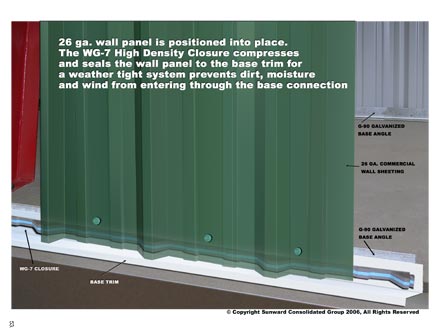 26 ga. wall panel is positioned into place.
The WG-7 High Density Closure compresses
and seals the wall panel to the base trim for
a weather tight system prevents dirt, moisture
and wind from entering through the base connection
G-90 GALVANIZED
BASE ANGLE
26 GA. COMMERCIAL
WALL SHEETING
G-90 GALVANIZED
BASE ANGLE
WG-7 CLOSURE
BASE TRIM
© Copyright Sunward Consolidated Group 2006, All Rights Reserved